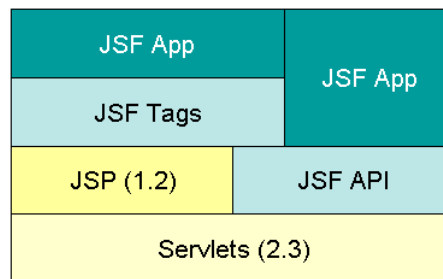 JSF App
JSF App
JSF Tags
JSP (1.2)
JSF API
Servlets (2.3)